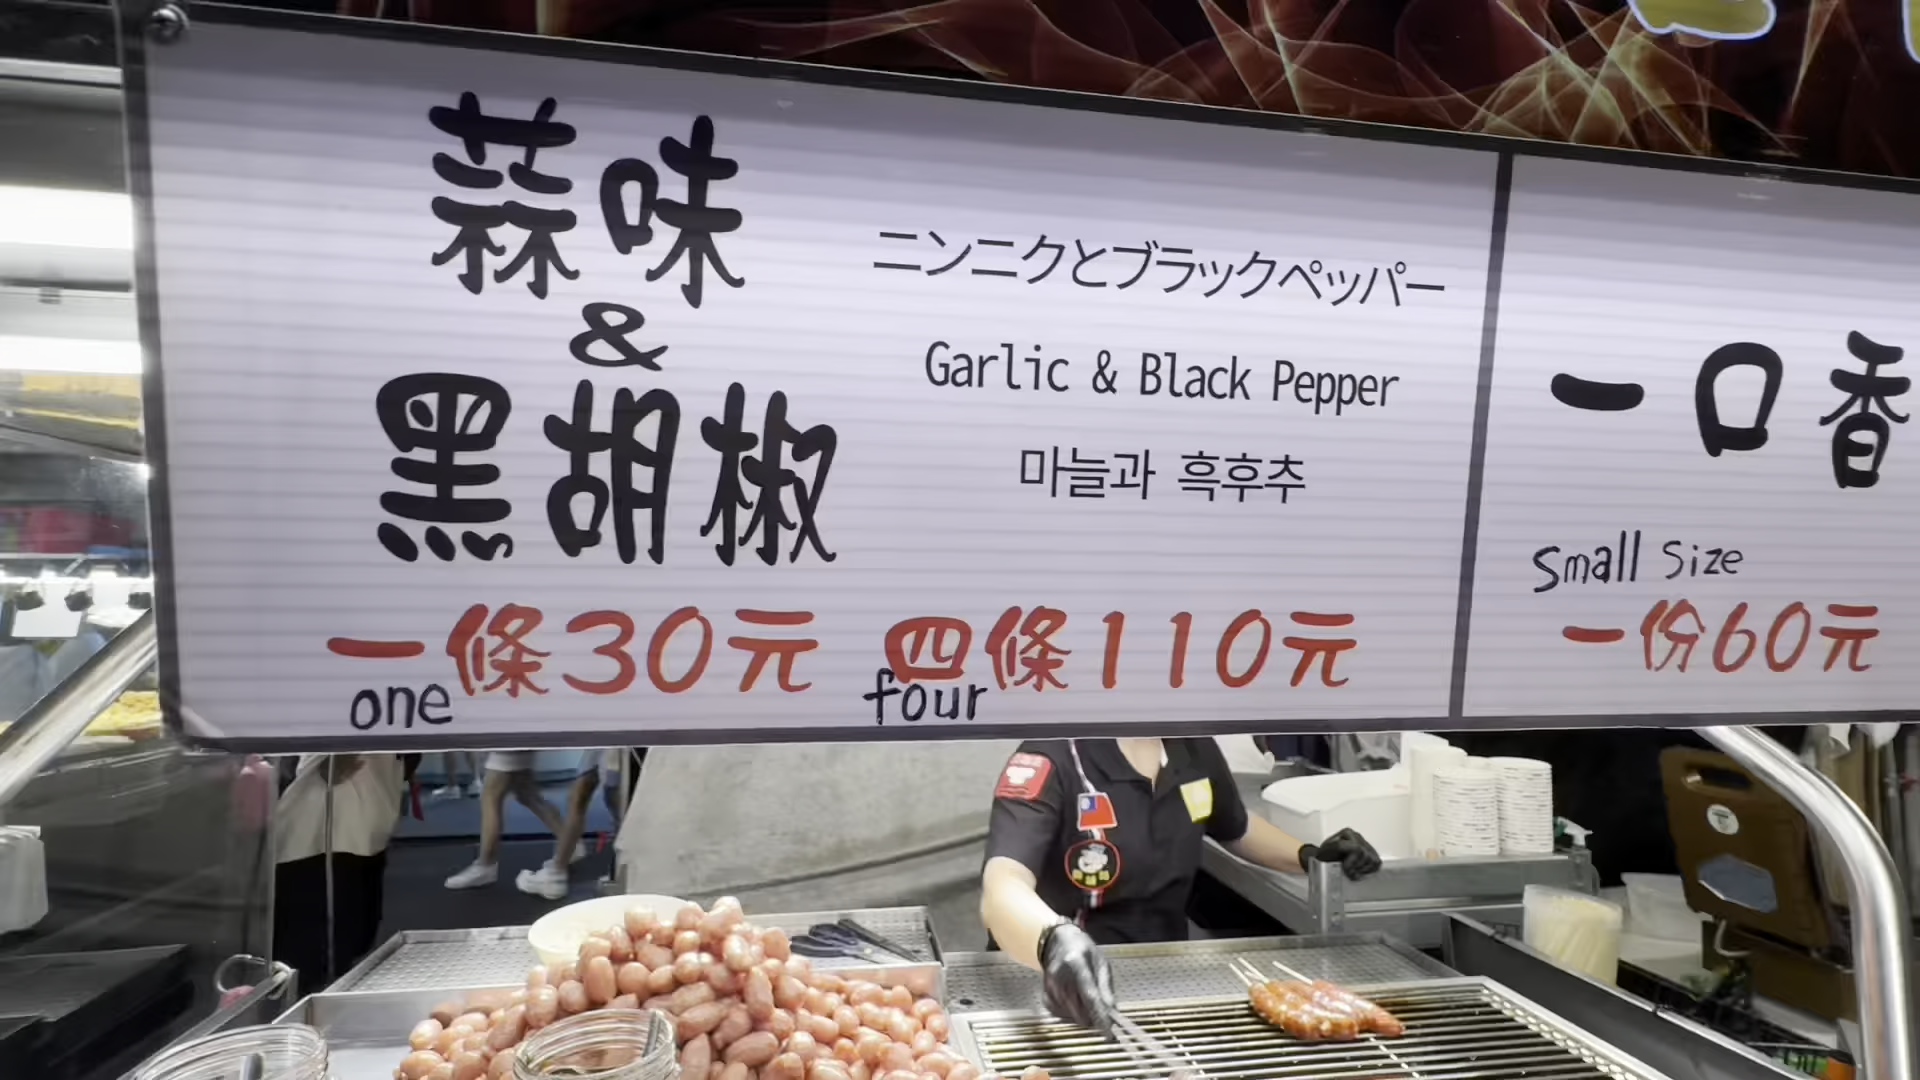 蒜味
&
黑胡椒
ニンニクとブラックペッパー
Garlic & Black Pepper
마늘과 흑후추
一條30元 四條110元
one four
一口香
Small Size
一份60元